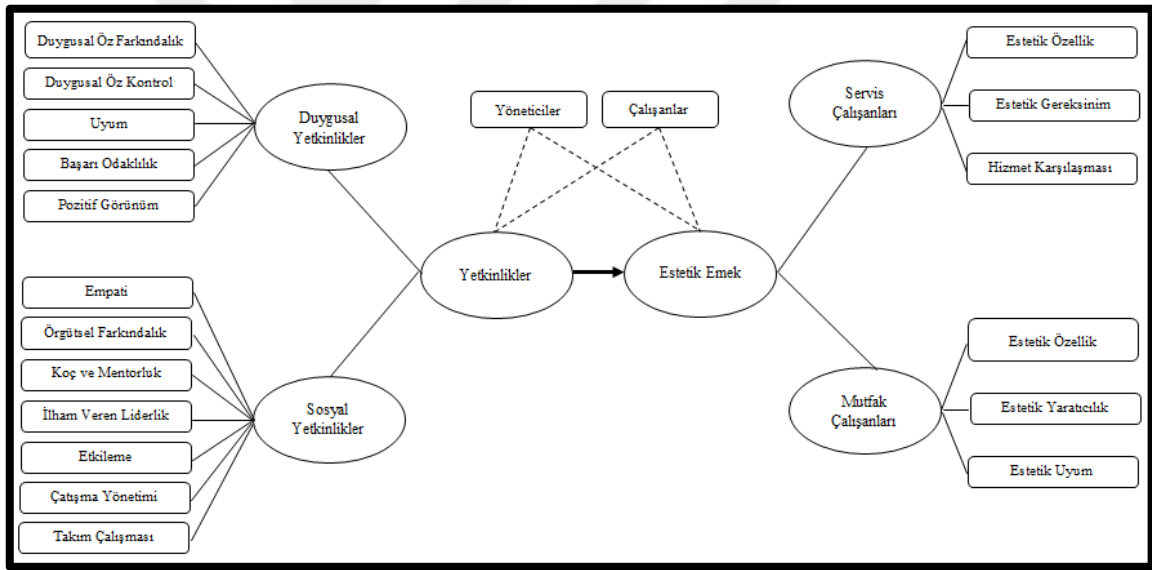 Duygusal Öz Farkındalık
Duygusal Öz Kontrol
Uyum
Başarı Odaklılık
Pozitif Görünüm
Duygusal
Yetkinlikler
Empati
Örgütsel Farkındalık
Koç ve Mentorluk
İlham Veren Liderlik
Etkileme
Çatışma Yönetimi
Takım Çalışması
Sosyal
Yetkinlikler
Yöneticiler
Çalışanlar
Yetkinlikler
Estetik Emek
Servis
Çalışanları
Estetik Özellik
Estetik Gereksinim
Hizmet Karşılaşması
Mutfak
Çalışanları
Estetik Özellik
Estetik Yaratıcılık
Estetik Uyum